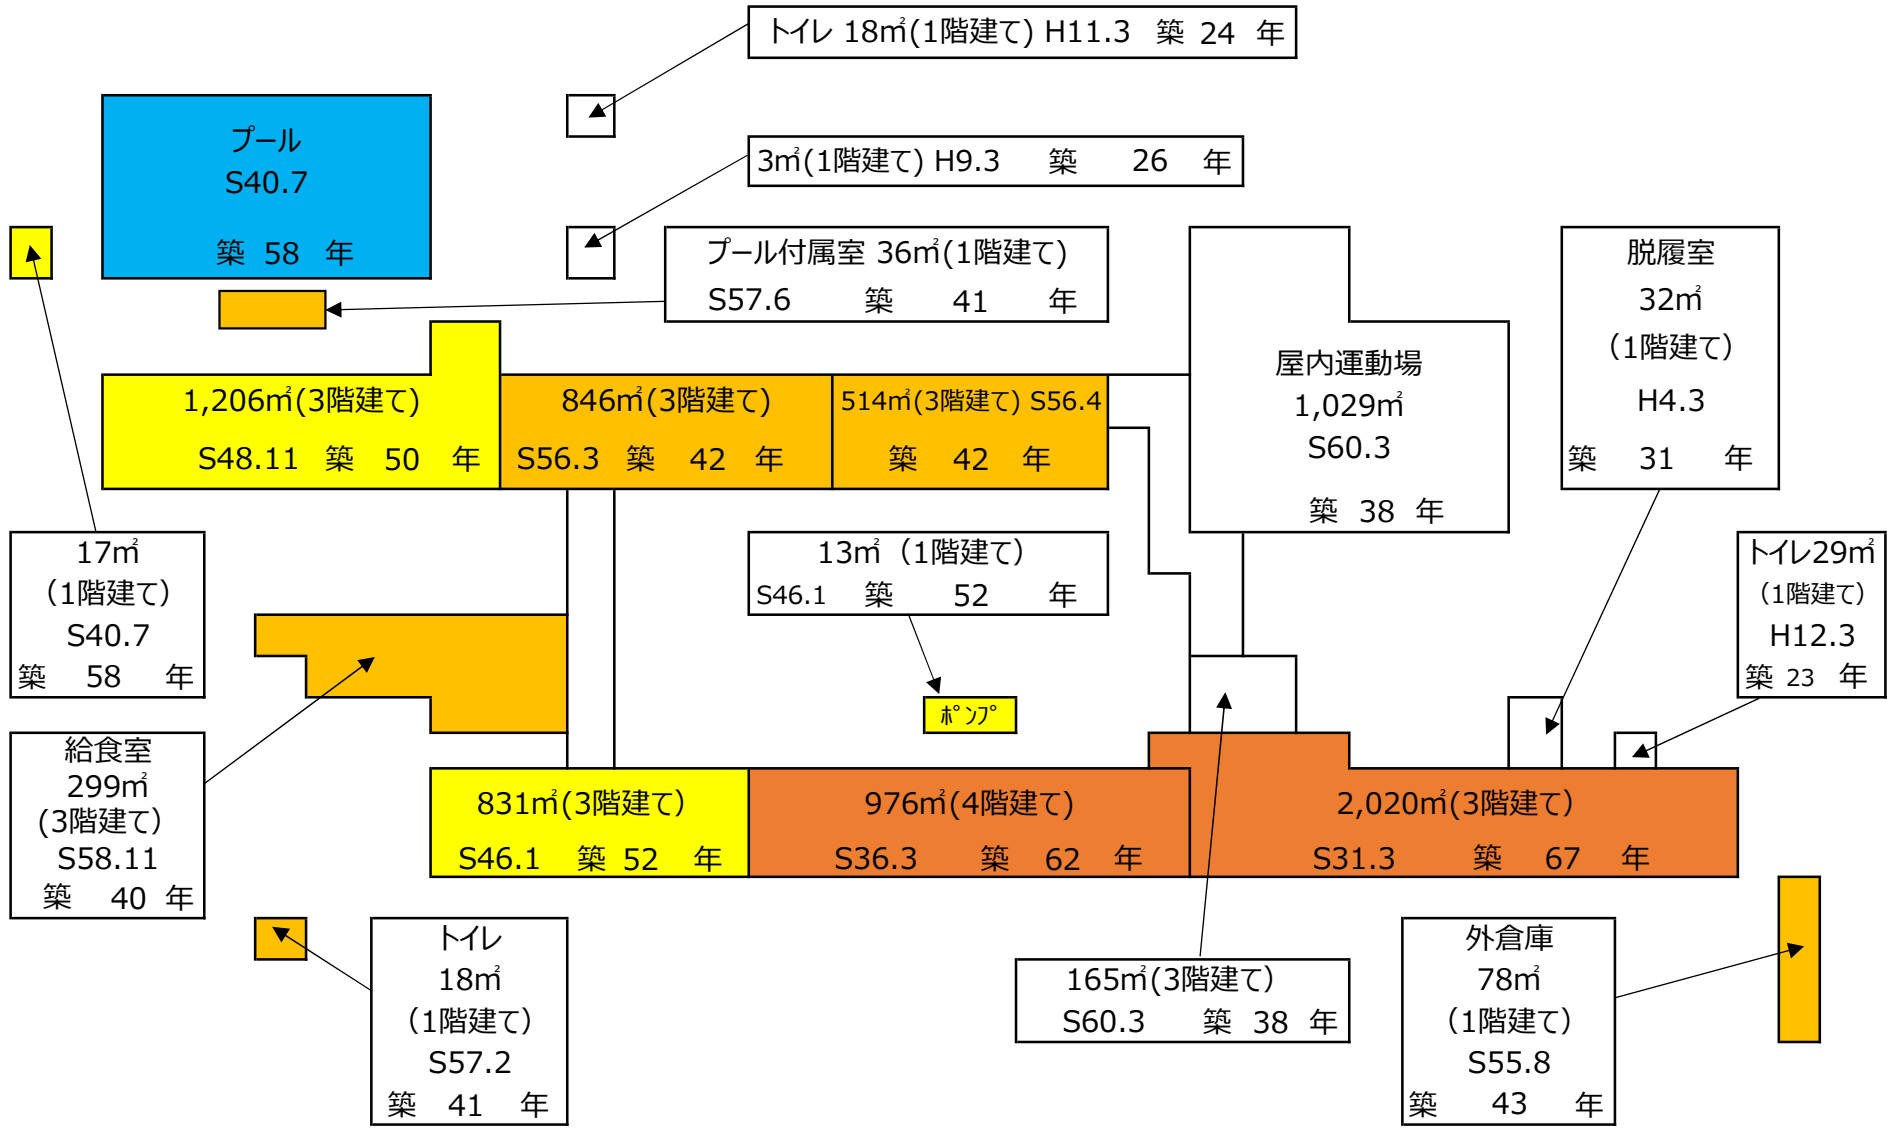 トイレ 18㎡(1階建て) H11.3 築 24 年
プール
S40.7
築 58 年
3㎡(1階建て) H9.3 築 26 年
プール付属室 36㎡(1階建て)
S57.6 築 41 年
屋内運動場
1,029㎡
S60.3
築 38 年
脱履室
32㎡
(1階建て)
H4.3
築 31 年
1,206㎡(3階建て)
S48.11 築 50 年
846㎡(3階建て)
S56.3 築 42 年
514㎡(3階建て) S56.4
築 42 年
17㎡
(1階建て)
S40.7
築 58 年
13㎡ (1階建て)
S46.1 築 52 年
トイレ29㎡
(1階建て)
H12.3
築 23 年
ﾎﾟﾝﾌﾟ
給食室
299㎡
(3階建て)
S58.11
築 40 年
831㎡(3階建て)
S46.1 築 52 年
976㎡(4階建て)
S36.3 築 62 年
2,020㎡(3階建て)
S31.3 築 67 年
トイレ
18㎡
(1階建て)
S57.2
築 41 年
165㎡(3階建て)
S60.3 築 38 年
外倉庫
78㎡
(1階建て)
S55.8
築 43 年